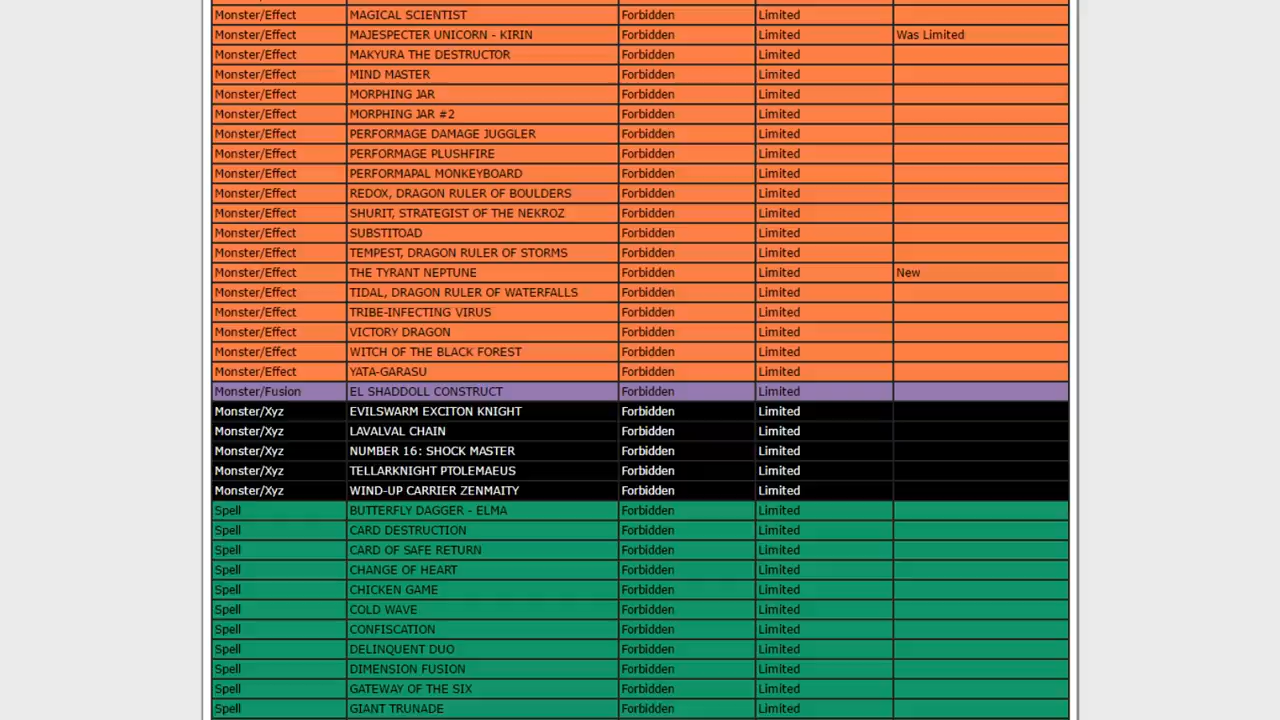 Monster/Effect MAGICAL SCIENTIST Forbidden Limited
Monster/Effect MAJESPECTER UNICORN - KIRIN Forbidden Limited Was Limited
Monster/Effect MAKYURA THE DESTRUCTOR Forbidden Limited
Monster/Effect MIND MASTER Forbidden Limited
Monster/Effect MORPHING JAR Forbidden Limited
Monster/Effect MORPHING JAR #2 Forbidden Limited
Monster/Effect PERFORMAGE DAMAGE JUGGLER Forbidden Limited
Monster/Effect PERFORMAGE PLUSHFIRE Forbidden Limited
Monster/Effect PERFORMAPAL MONKEYBOARD Forbidden Limited
Monster/Effect REDOX, DRAGON RULER OF BOULDERS Forbidden Limited
Monster/Effect SHURIT, STRATEGIST OF THE NEKROZ Forbidden Limited
Monster/Effect SUBSTITOAD Forbidden Limited
Monster/Effect TEMPEST, DRAGON RULER OF STORMS Forbidden Limited
Monster/Effect THE TYRANT NEPTUNE Forbidden Limited New
Monster/Effect TIDAL, DRAGON RULER OF WATERFALLS Forbidden Limited
Monster/Effect TRIBE-INFECTING VIRUS Forbidden Limited
Monster/Effect VICTORY DRAGON Forbidden Limited
Monster/Effect WITCH OF THE BLACK FOREST Forbidden Limited
Monster/Effect YATA-GARASU Forbidden Limited
Monster/Fusion EL SHADDOLL CONSTRUCT Forbidden Limited
Monster/Xyz EVILSWARM EXCITON KNIGHT Forbidden Limited
Monster/Xyz LAVALVAL CHAIN Forbidden Limited
Monster/Xyz NUMBER 16: SHOCK MASTER Forbidden Limited
Monster/Xyz TELLARKNIGHT PTOLEMAEUS Forbidden Limited
Monster/Xyz WIND-UP CARRIER ZENMAITY Forbidden Limited
Spell BUTTERFLY DAGGER - ELMA Forbidden Limited
Spell CARD DESTRUCTION Forbidden Limited
Spell CARD OF SAFE RETURN Forbidden Limited
Spell CHANGE OF HEART Forbidden Limited
Spell CHICKEN GAME Forbidden Limited
Spell COLD WAVE Forbidden Limited
Spell CONFISCATION Forbidden Limited
Spell DELINQUENT DUO Forbidden Limited
Spell DIMENSION FUSION Forbidden Limited
Spell GATEWAY OF THE SIX Forbidden Limited
Spell GIANT TRUNADE Forbidden Limited